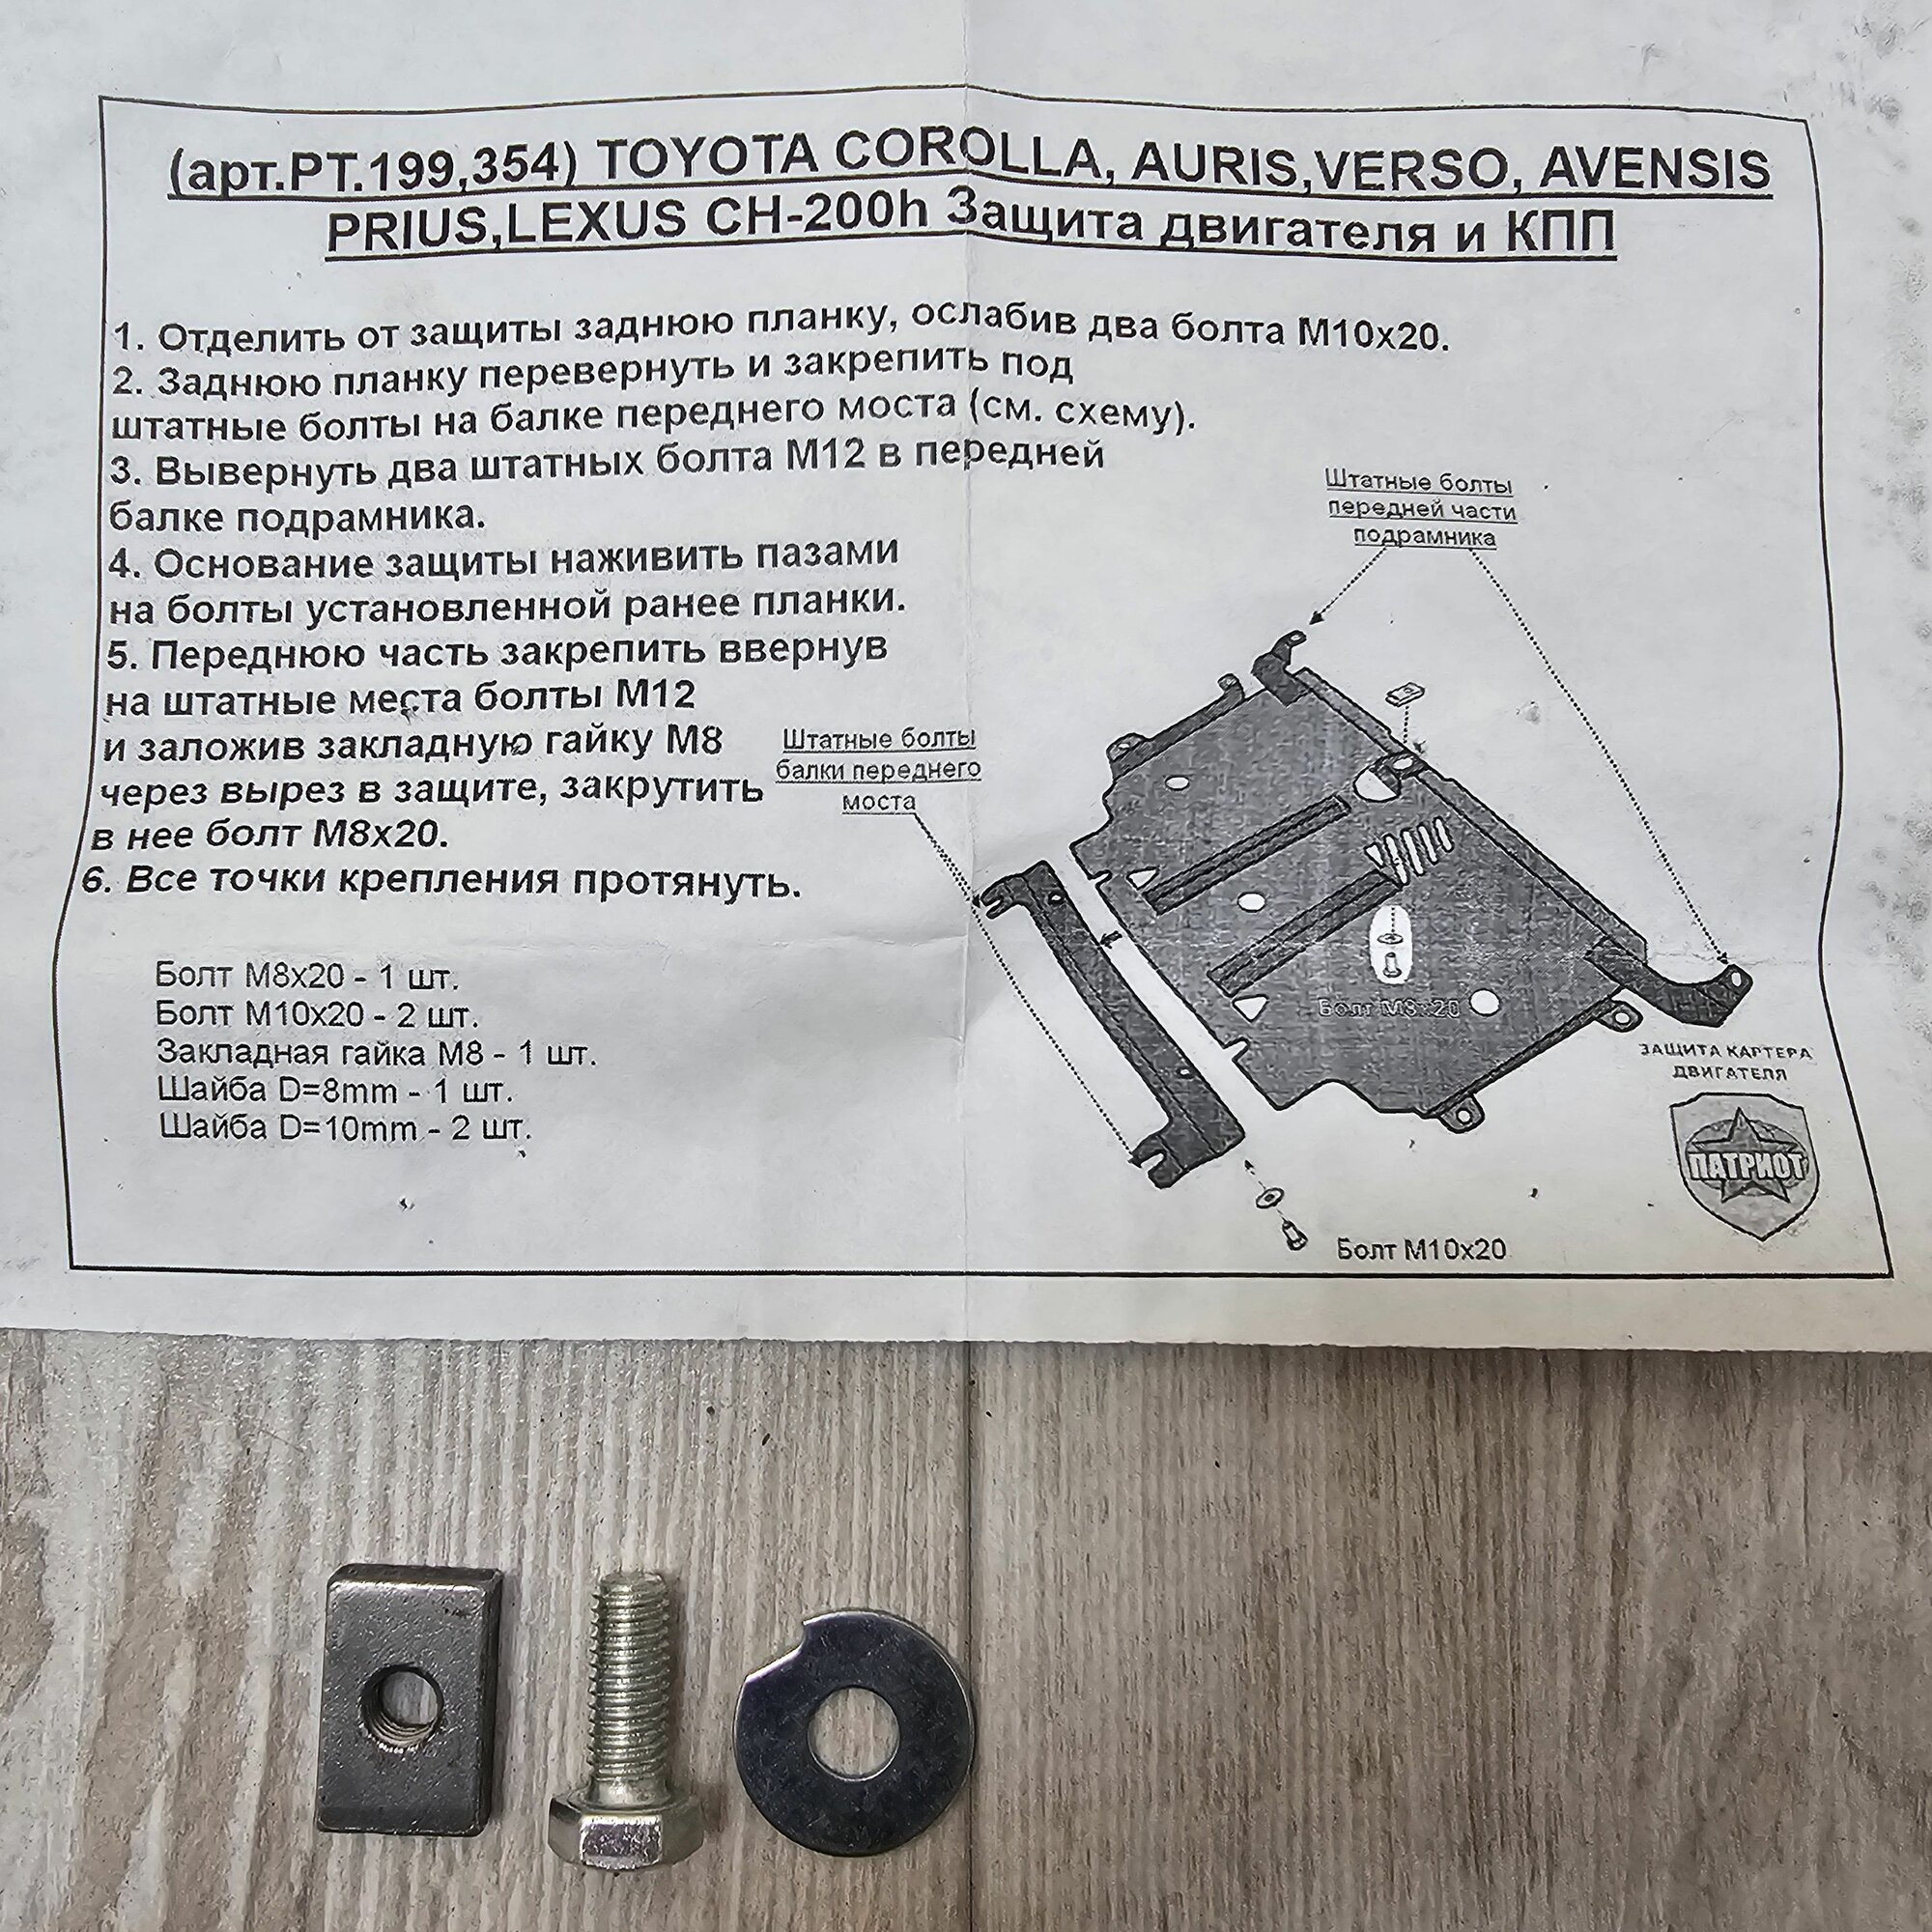 (арт.РТ.199,354) TOYOTA COROLLA, AURIS,VERSO, AVENSIS
PRIUS,LEXUS CH-200h Защита двигателя и КПП
1. Отделить от защиты заднюю планку, ослабив два болта М10х20.
2. Заднюю планку перевернуть и закрепить под
штатные болты на балке переднего моста (см. схему).
3. Вывернуть два штатных болта М12 в передней
балке подрамника.
4. Основание защиты наживить пазами
на болты установленной ранее планки.
5. Переднюю часть закрепить ввернув
на штатные места болты М12
и заложив закладную гайку М8
через вырез в защите, закрутить
в нее болт М8х20.
6. Все точки крепления протянуть.
Болт М8х20 - 1 шт.
Болт М10х20 - 2 шт.
Закладная гайка М8 - 1 шт.
Шайба D=8mm - 1 шт.
Шайба D=10mm - 2 шт.
Штатные болты
передней части
подрамника
Штатные болты
балки переднего
моста
Болт М8х20
Болт М10х20
ЗАЩИТА КАРТЕРА
ДВИГАТЕЛЯ
ПАТРИОТ